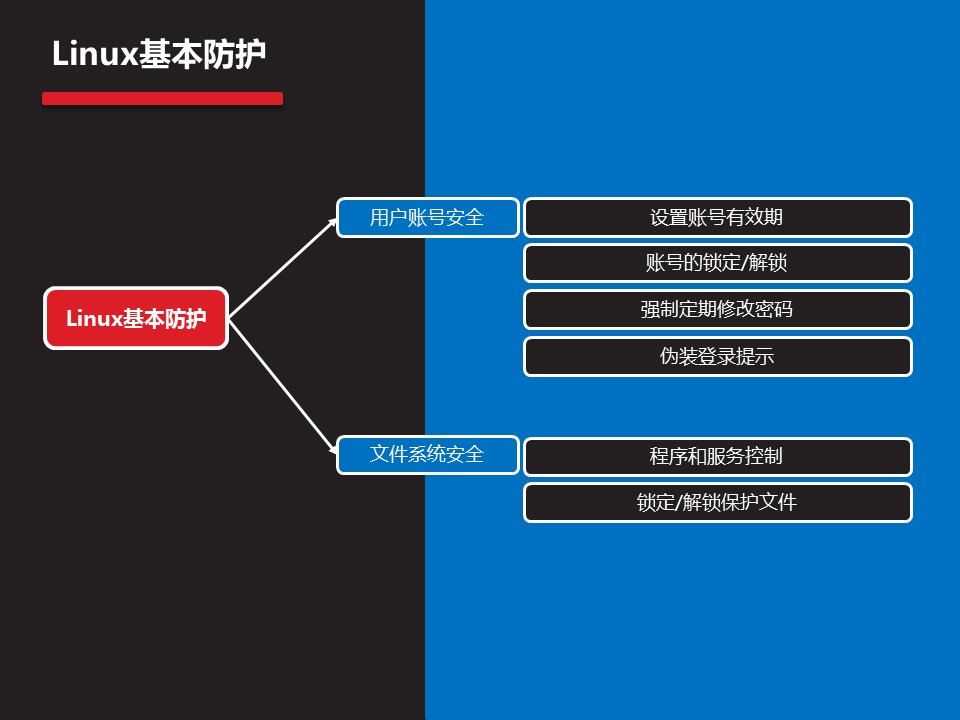 Linux基本防护
用户账号安全
设置账号有效期
账号的锁定/解锁
强制定期修改密码
伪装登录提示
Linux基本防护
文件系统安全
程序和服务控制
锁定/解锁保护文件